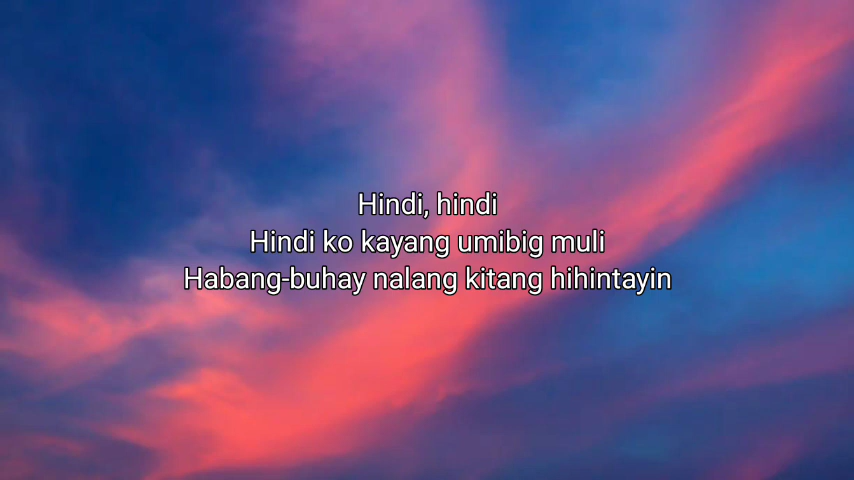 Hindi, hindi
Hindi ko kayang umibig muli
Habang-buhay nalang kitang hihintayin